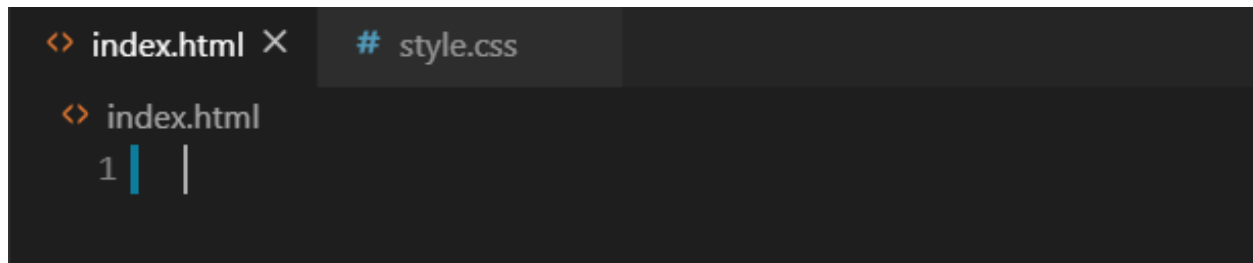 <> index.html × # style.css
<> index.html
1